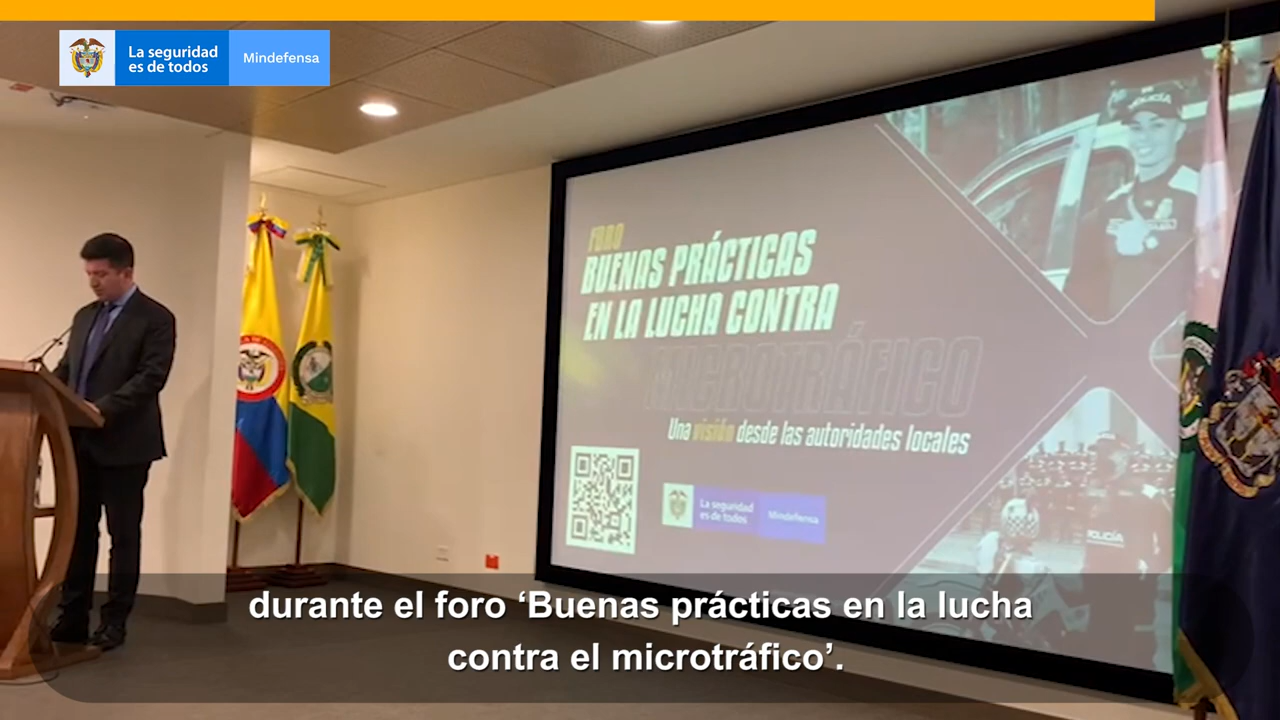 La seguridad
es de todos
Mindefensa
FORO
BUENAS PRÁCTICAS
EN LA LUCHA CONTRA
MICROTRÁFICO
Una visión desde las autoridades locales
La seguridad
es de todos
Mindefensa
POLICIA
POLICÍA
durante el foro ‘Buenas prácticas en la lucha
contra el microtráfico’.